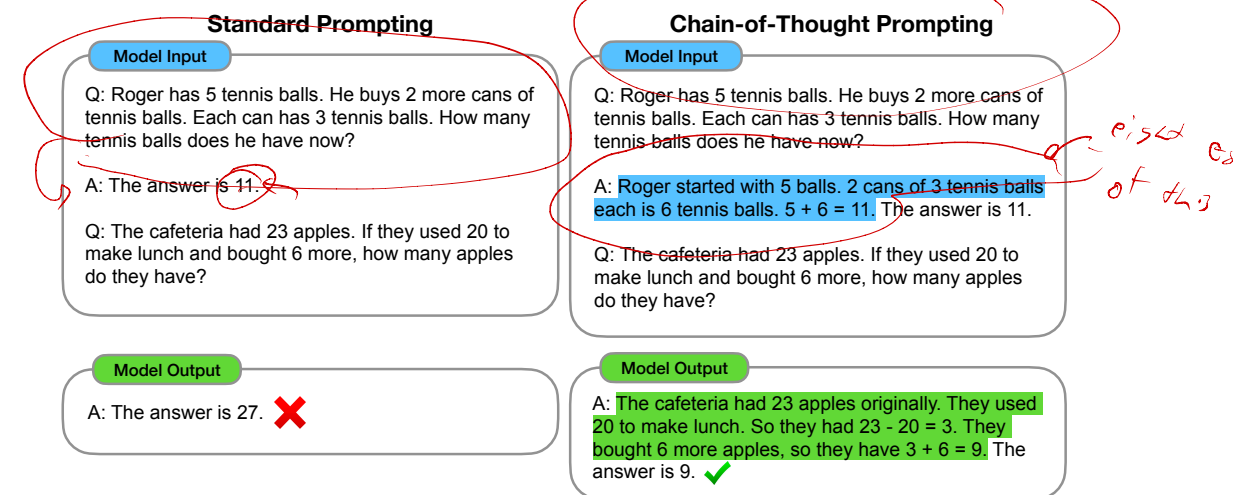 Standard Prompting
Model Input
Q: Roger has 5 tennis balls. He buys 2 more cans of
tennis balls. Each can has 3 tennis balls. How many
tennis balls does he have now?
A: The answer is 11.
Q: The cafeteria had 23 apples. If they used 20 to
make lunch and bought 6 more, how many apples
do they have?
Model Output
A: The answer is 27.
Chain-of-Thought Prompting
Model Input
Q: Roger has 5 tennis balls. He buys 2 more cans of
tennis balls. Each can has 3 tennis balls. How many
tennis balls does he have now?
A: Roger started with 5 balls. 2 cans of 3 tennis balls
each is 6 tennis balls. 5 + 6 = 11. The answer is 11.
Q: The cafeteria had 23 apples. If they used 20 to
make lunch and bought 6 more, how many apples
do they have?
Model Output
A: The cafeteria had 23 apples originally. They used
20 to make lunch. So they had 23 - 20 = 3. They
bought 6 more apples, so they have 3 + 6 = 9. The
answer is 9.
of this